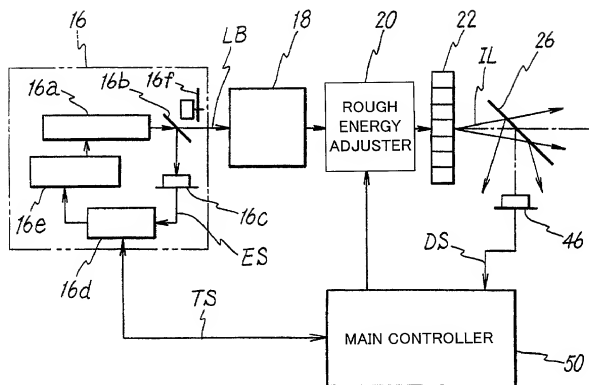 16
LB
18
20
22
26
16a
16b
16f
IL
ROUGH
ENERGY
ADJUSTER
16e
16c
16d
ES
46
DS
TS
MAIN CONTROLLER
50